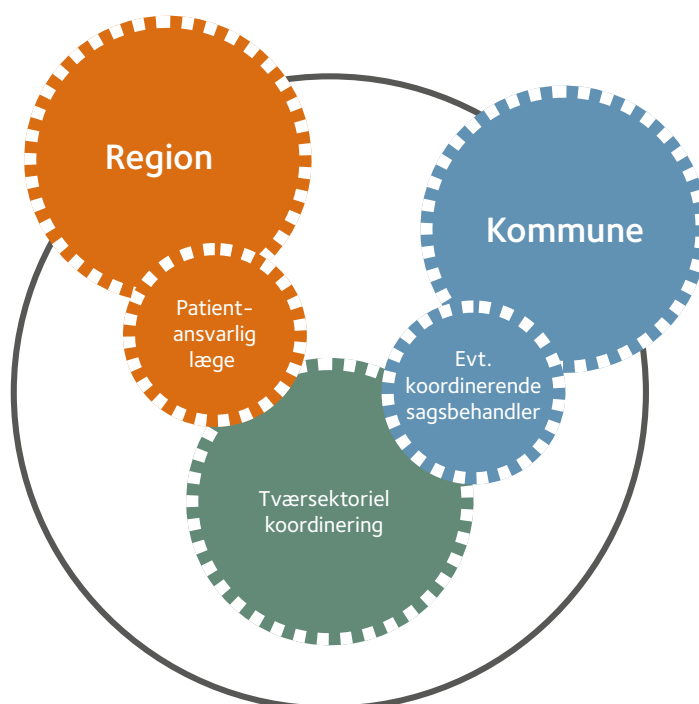 Region
Kommune
Patient-
ansvarlig
læge
Evt.
koordinerende
sagsbehandler
Tværsektoriel
koordinering